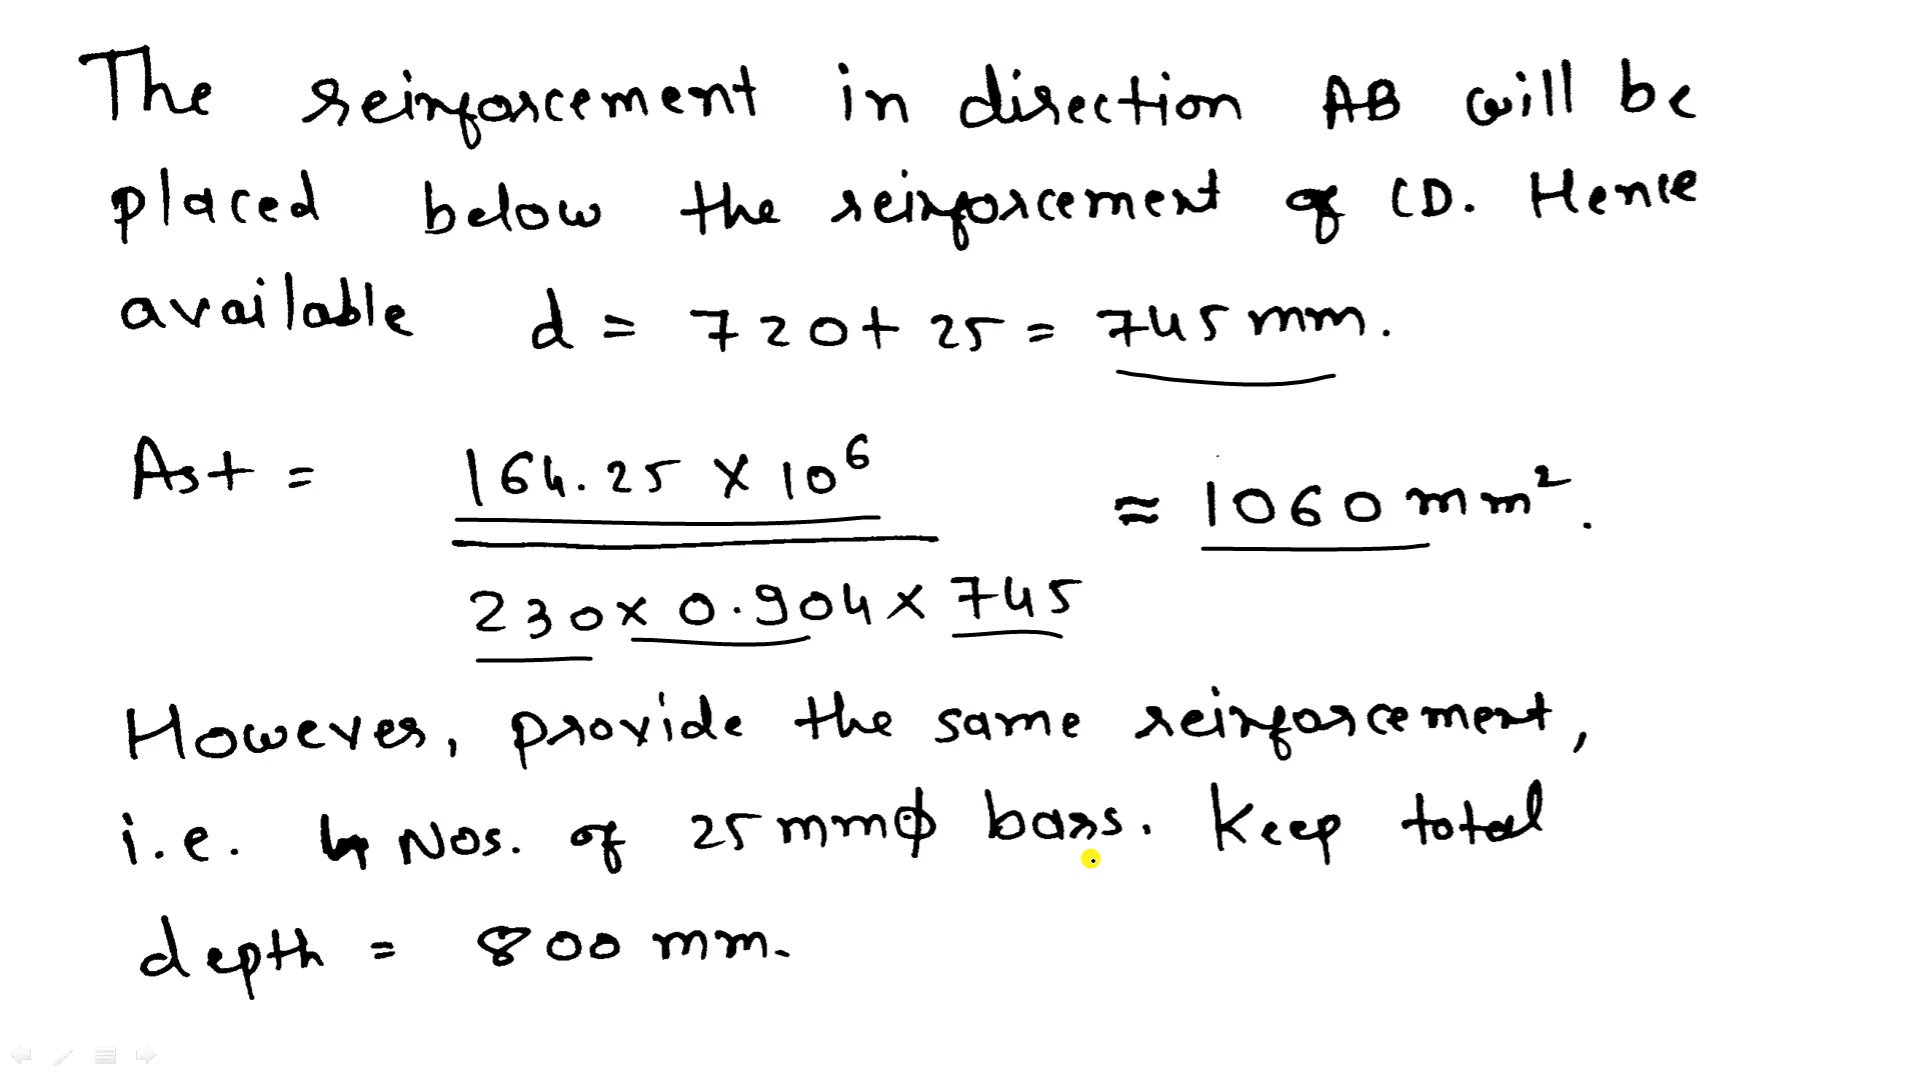 The reinforcement in direction AB will be
placed below the reinforcement of CD. Hence
available d = 720 + 25 = 745 mm.
Ast = 164.25 X 10⁶ ≈ 1060 mm².
230 x 0.904 x 745
However, provide the same reinforcement,
i.e. 4 Nos. of 25 mmϕ bars. Keep total
depth = 800 mm.